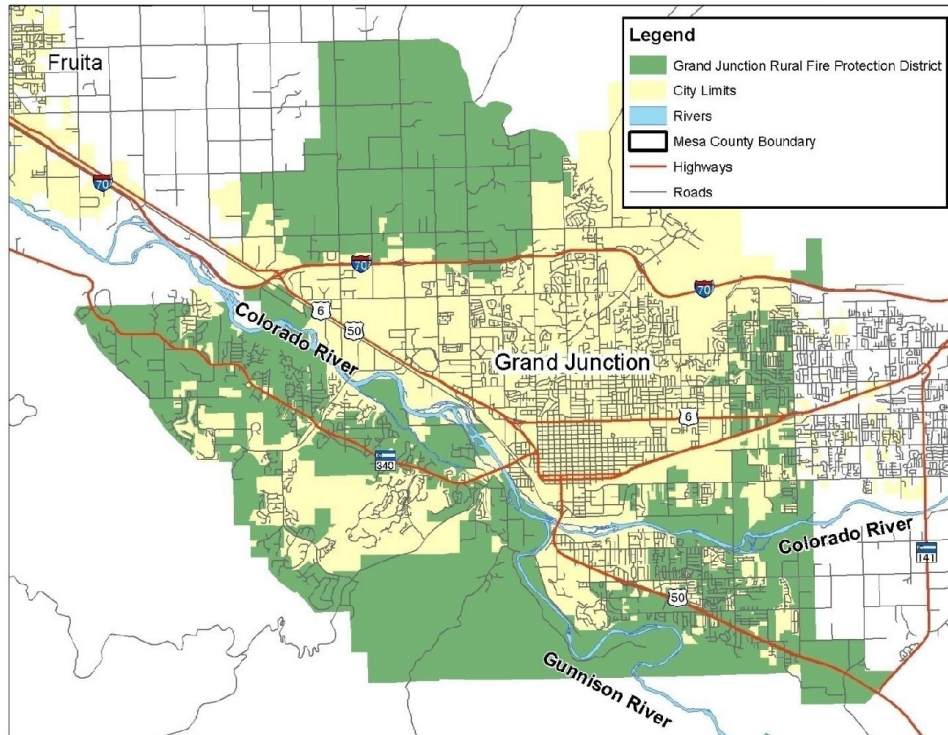 Fruita
Legend
Grand Junction Rural Fire Protection District
City Limits
Rivers
Mesa County Boundary
Highways
Roads
70
70
70
6
50
Colorado River
Grand Junction
6
340
Colorado River
141
50
Gunnison River